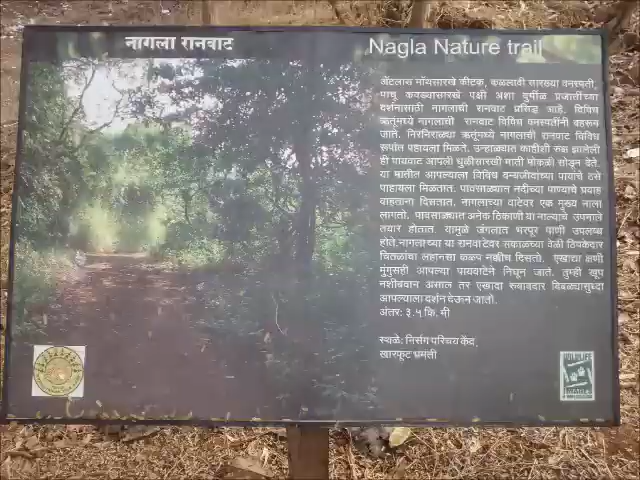 नागला रानवाट
Nagla Nature trail
ॲटलास मॉथसारखे कीटक, कळलावी सारख्या वनस्पती,
पाचू कवड्यासारखे पक्षी अशा दुर्मीळ प्रजातींच्या
दर्शनासाठी नागलाची रानवाट प्रसिद्ध आहे. विविध
ऋतूंमध्ये नागलाची रानवाट विविध वनस्पतींनी बहरून
जाते. निरनिराळ्या ऋतूंमध्ये नागलाची रानवाट विविध
रूपात पहायला मिळते. उन्हाळ्यात काहीशी रुक्ष झालेली
ही पायवाट आपली धुळीसारखी माती मोकळी सोडून देते.
या मातीत आपल्याला विविध वन्यजीवांच्या पायांचे ठसे
पाहायला मिळतात. पावसाळ्यात नदीच्या पाण्याचे प्रवाह
वाहताना दिसतात. नागलाच्या वाटेवर एक मुख्य नाला
लागतो. पावसाळ्यात अनेक ठिकाणी या नाल्याचे उपनाले
तयार होतात. यामुळे जंगलात भरपूर पाणी उपलब्ध
होते.नागलाच्या या रानवाटेवर सकाळच्या वेळी ठिपकेदार
चितळांचा लहानसा कळप नक्कीच दिसतो. एखाद्या क्षणी
मुंगुसही आपल्या पायवाटेने निघून जाते. तुम्ही खूप
नशीबवान असाल तर एखादा रुबाबदार बिबळ्यासुध्दा
आपल्याला दर्शन देऊन जातो.
अंतर: ३.५ कि. मी
स्थळे: निसंग परिचय केंद्र,
खारफूट भ्रमंती
WILDLIFE